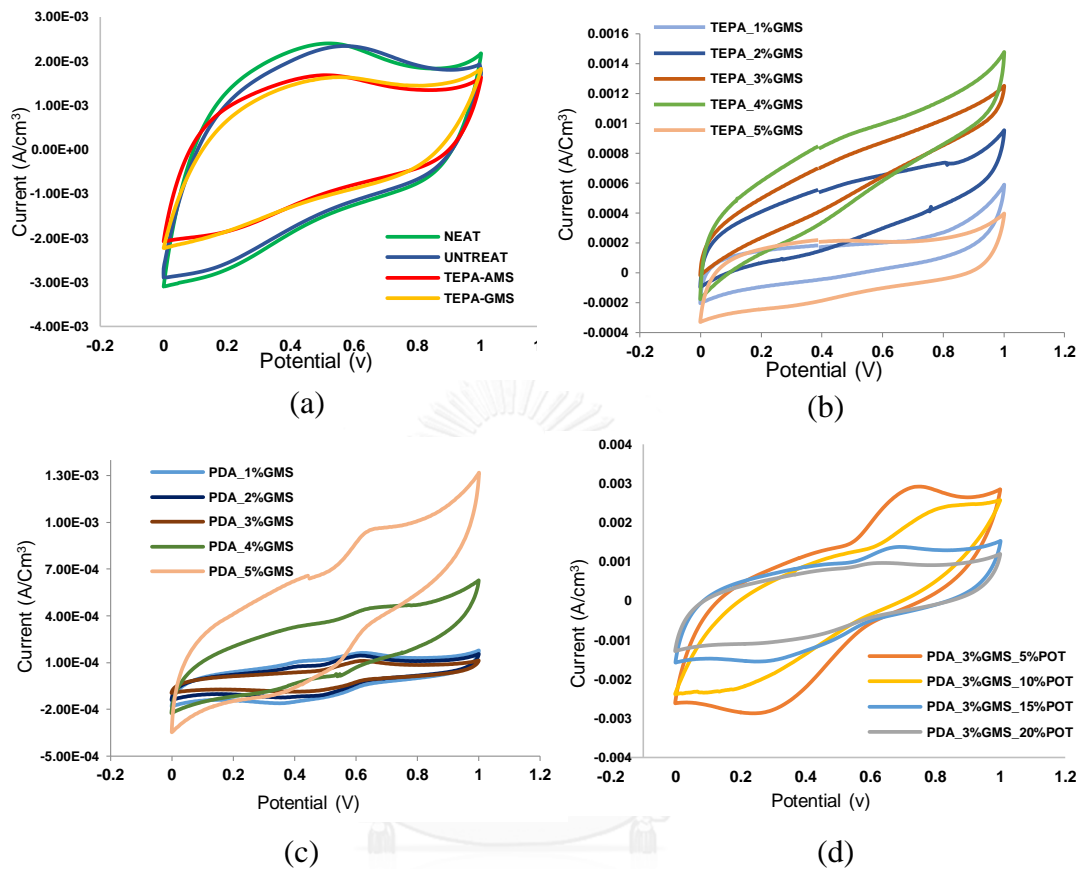 3.00E-03
2.00E-03
1.00E-03
0.00E+00
-1.00E-03
-2.00E-03
-3.00E-03
-4.00E-03
Current (A/cm³)
NEAT
UNTREAT
TEPA-AMS
TEPA-GMS
-0.2 0 0.2 0.4 0.6 0.8 1
Potential (v)
(a)
0.0016
0.0014
0.0012
0.001
0.0008
0.0006
0.0004
0.0002
0
-0.0002
-0.0004
Current (A/Cm³)
TEPA_1%GMS
TEPA_2%GMS
TEPA_3%GMS
TEPA_4%GMS
TEPA_5%GMS
-0.2 0 0.2 0.4 0.6 0.8 1 1.2
Potential (V)
(b)
1.30E-03
1.00E-03
7.00E-04
4.00E-04
1.00E-04
-2.00E-04
-5.00E-04
Current (A/Cm³)
PDA_1%GMS
PDA_2%GMS
PDA_3%GMS
PDA_4%GMS
PDA_5%GMS
-0.2 0 0.2 0.4 0.6 0.8 1 1.2
Potential (V)
(c)
0.004
0.003
0.002
0.001
0
-0.001
-0.002
-0.003
-0.004
Current (A/cm³)
PDA_3%GMS_5%POT
PDA_3%GMS_10%POT
PDA_3%GMS_15%POT
PDA_3%GMS_20%POT
-0.2 0 0.2 0.4 0.6 0.8 1 1.2
Potential (v)
(d)